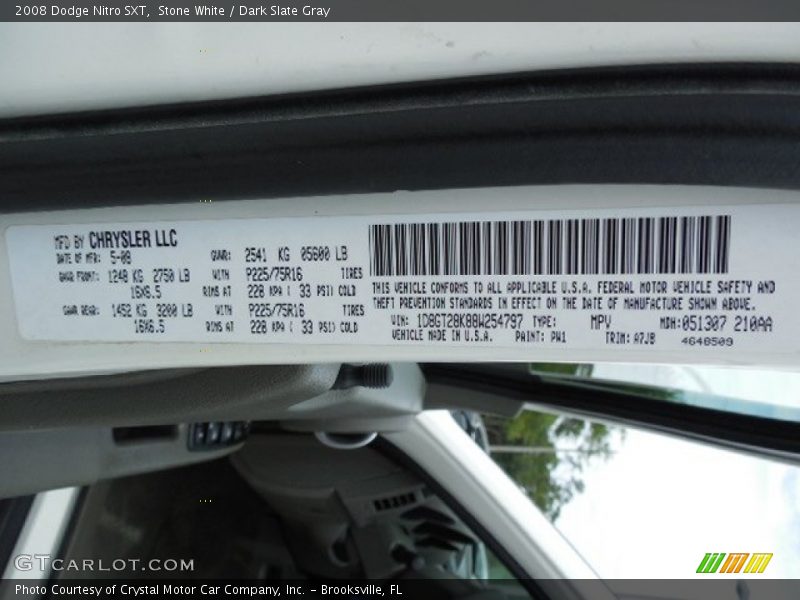 2008 Dodge Nitro SXT, Stone White / Dark Slate Gray
MFD BY CHRYSLER LLC
DATE OF MFR: 5-08
GVWR: 2541 KG 05600 LB
GAWR FRONT: 1248 KG 2750 LB WITH P225/75R16 TIRES
16X6.5 RIMS AT 228 KPA ( 33 PSI) COLD
GAWR REAR: 1452 KG 3200 LB WITH P225/75R16 TIRES
16X6.5 RIMS AT 228 KPA ( 33 PSI) COLD
THIS VEHICLE CONFORMS TO ALL APPLICABLE U.S.A. FEDERAL MOTOR VEHICLE SAFETY AND
THEFT PREVENTION STANDARDS IN EFFECT ON THE DATE OF MANUFACTURE SHOWN ABOVE.
VIN: 1D8GT28K88W254797 TYPE: MPV MDH:051307 210AA
VEHICLE MADE IN U.S.A. PAINT: PW1 TRIM: A7J8 4648509
GTCARLOT.COM
Photo Courtesy of Crystal Motor Car Company, Inc. – Brooksville, FL